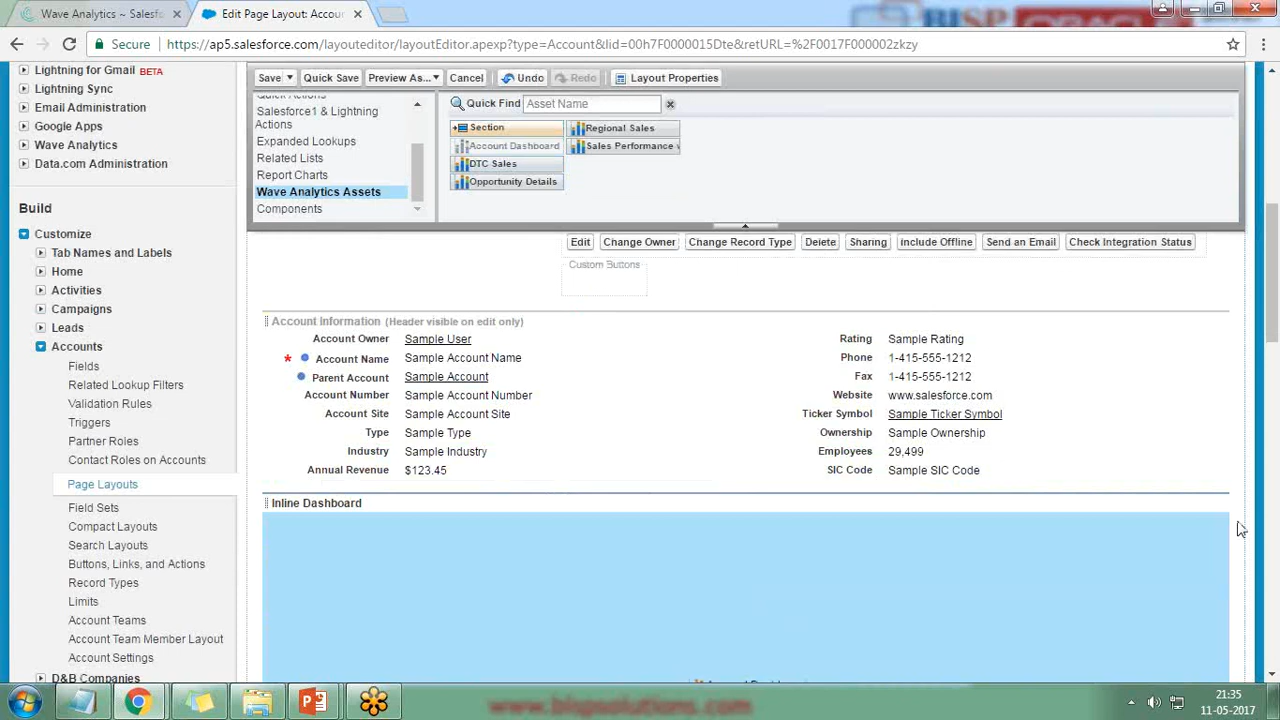 Wave Analytics ~ Salesfo
Edit Page Layout: Accou
Secure
https://ap5.salesforce.com/layouteditor/layoutEditor.apexp?type=Account&lid=00h7F0000015Dte&retURL=%2F0017F000002zkzy
Lightning for Gmail BETA
Lightning Sync
Email Administration
Google Apps
Wave Analytics
Data.com Administration
Build
Customize
Tab Names and Labels
Home
Activities
Campaigns
Leads
Accounts
Fields
Related Lookup Filters
Validation Rules
Triggers
Partner Roles
Contact Roles on Accounts
Page Layouts
Field Sets
Compact Layouts
Search Layouts
Buttons, Links, and Actions
Record Types
Limits
Account Teams
Account Team Member Layout
Account Settings
D&B Companies
Save
Quick Save
Preview As...
Cancel
Undo
Redo
Layout Properties
Quick Actions
Salesforce1 & Lightning
Actions
Expanded Lookups
Related Lists
Report Charts
Wave Analytics Assets
Components
Quick Find
Asset Name
Section
Account Dashboard
DTC Sales
Opportunity Details
Regional Sales
Sales Performance
Edit
Change Owner
Change Record Type
Delete
Sharing
Include Offline
Send an Email
Check Integration Status
Custom Buttons
Account Information (Header visible on edit only)
Account Owner Sample User
* Account Name Sample Account Name
Parent Account Sample Account
Account Number Sample Account Number
Account Site Sample Account Site
Type Sample Type
Industry Sample Industry
Annual Revenue $123.45
Rating Sample Rating
Phone 1-415-555-1212
Fax 1-415-555-1212
Website www.salesforce.com
Ticker Symbol Sample Ticker Symbol
Ownership Sample Ownership
Employees 29,499
SIC Code Sample SIC Code
Inline Dashboard
www.bispsolutions.com
21:35
11-05-2017